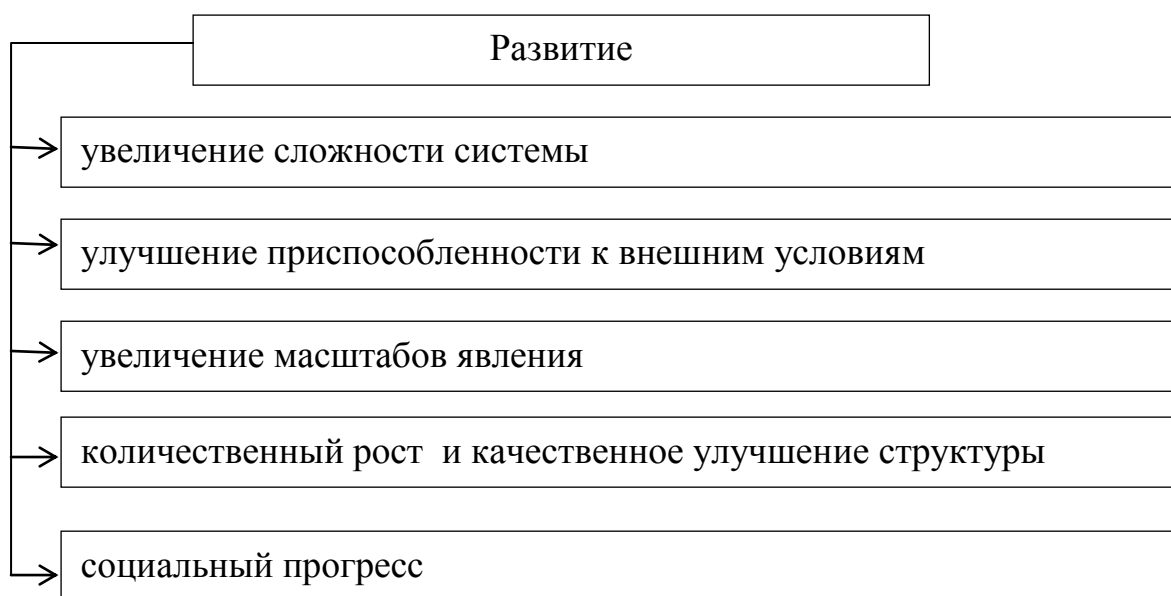 Развитие
увеличение сложности системы
улучшение приспособленности к внешним условиям
увеличение масштабов явления
количественный рост  и качественное улучшение структуры
социальный прогресс